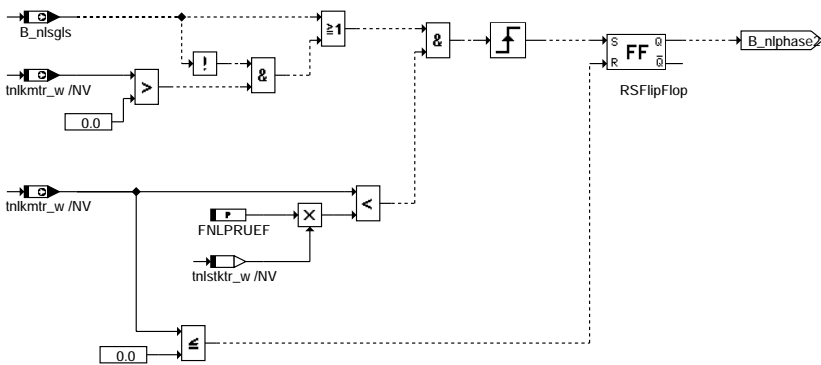 B_nlsgls
≥1
!
&
&
S Q
R Q
FF
B_nlphase2
RSFlipFlop
tnlkmtr_w /NV
>
0.0
tnlkmtr_w /NV
P
FNLPRUEF
X
<
tnlstktr_w /NV
0.0
≤